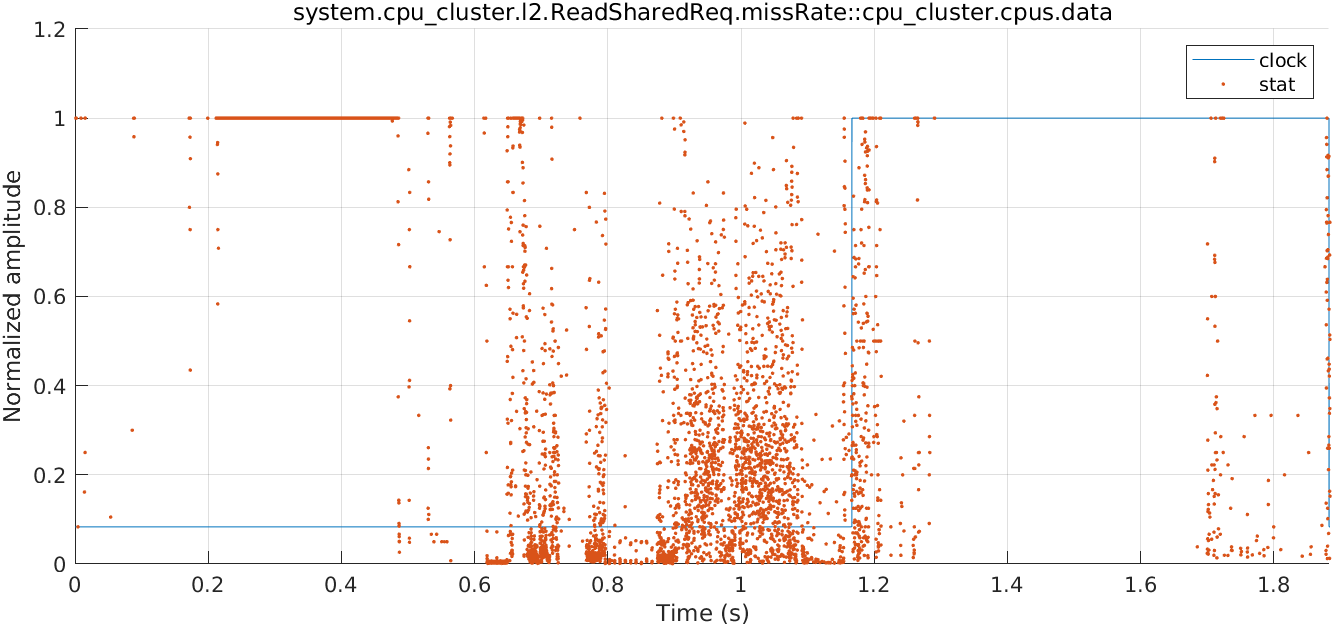 system.cpu_cluster.l2.ReadSharedReq.missRate::cpu_cluster.cpus.data
clock
stat
Normalized amplitude
1.2
1
0.8
0.6
0.4
0.2
0
0 0.2 0.4 0.6 0.8 1 1.2 1.4 1.6 1.8
Time (s)